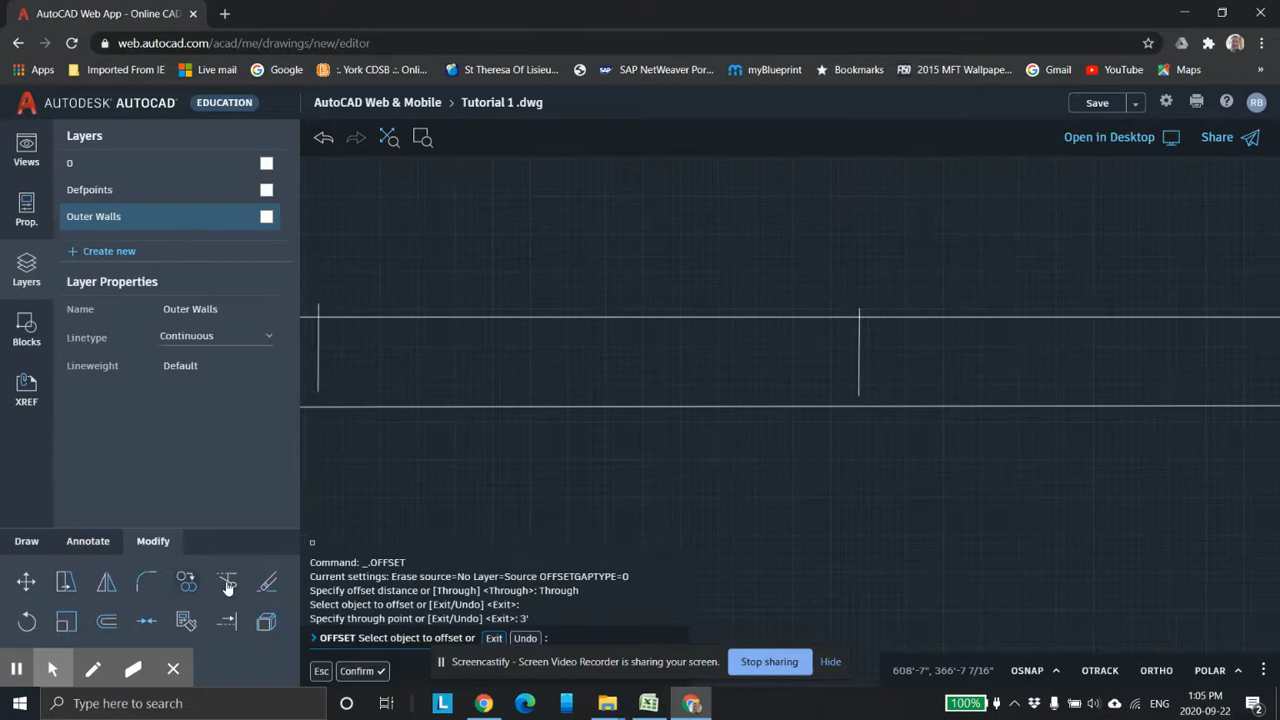 AutoCAD Web App - Online CAD
web.autocad.com/acad/me/drawings/new/editor
Apps Imported From IE Live mail Google :. York CDSB :. Onli... St Theresa Of Lisieu... SAP NetWeaver Por... myBlueprint Bookmarks 2015 MFT Wallpape... Gmail YouTube Maps
AUTODESK® AUTOCAD® EDUCATION AutoCAD Web & Mobile > Tutorial 1 .dwg Save RB
Layers
Open in Desktop Share
Views
0
Defpoints
Prop.
Outer Walls
+ Create new
Layers
Layer Properties
Name Outer Walls
Blocks
Linetype Continuous
Lineweight Default
XREF
Draw Annotate Modify
Command: _.OFFSET
Current settings: Erase source=No Layer=Source OFFSETGAPTYPE=0
Specify offset distance or [Through] <Through>: Through
Select object to offset or [Exit/Undo] <Exit>:
Specify through point or [Exit/Undo] <Exit>: 3'
> OFFSET Select object to offset or Exit Undo :
Esc Confirm ✓
Screencastify - Screen Video Recorder is sharing your screen. Stop sharing Hide
608'-7", 366'-7 7/16" OSNAP OTRACK ORTHO POLAR
Type here to search
100% ENG 1:05 PM
2020-09-22
2